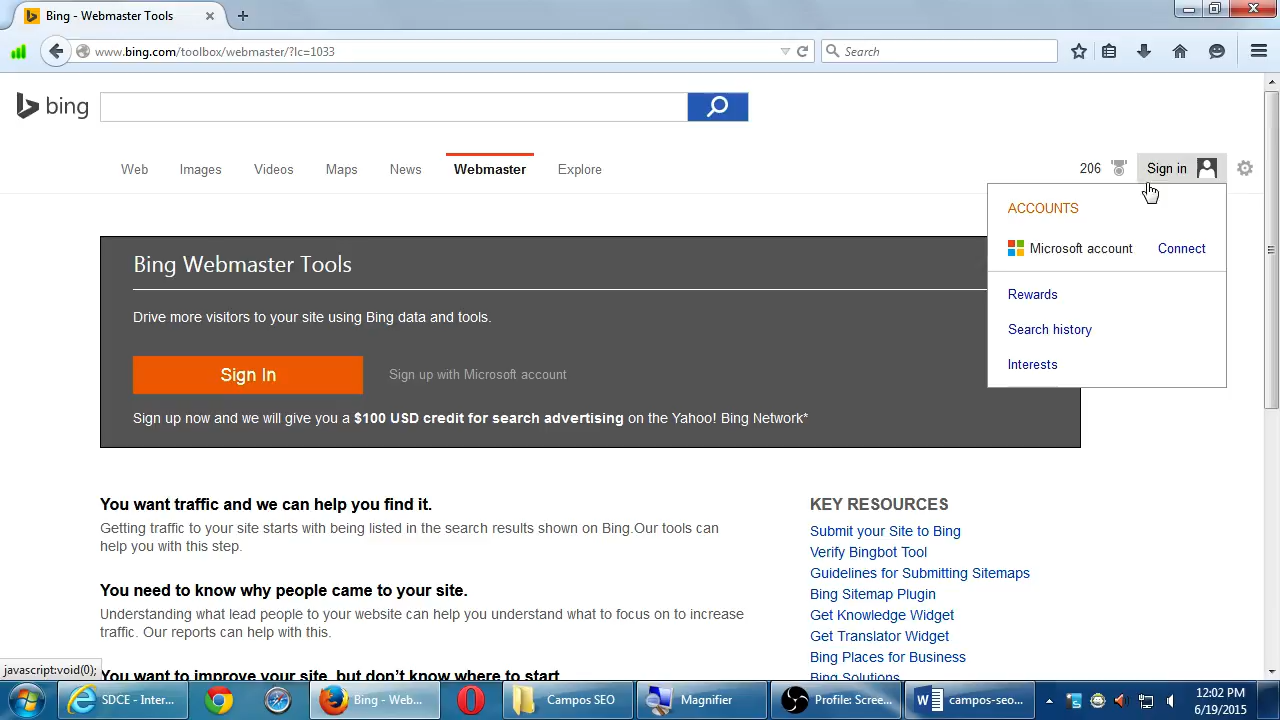 Bing - Webmaster Tools
www.bing.com/toolbox/webmaster/?lc=1033
Search
bing
Web Images Videos Maps News Webmaster Explore
206 Sign in
ACCOUNTS
Microsoft account Connect
Rewards
Search history
Interests
Bing Webmaster Tools
Drive more visitors to your site using Bing data and tools.
Sign In Sign up with Microsoft account
Sign up now and we will give you a $100 USD credit for search advertising on the Yahoo! Bing Network*
You want traffic and we can help you find it.
Getting traffic to your site starts with being listed in the search results shown on Bing.Our tools can
help you with this step.
You need to know why people came to your site.
Understanding what lead people to your website can help you understand what to focus on to increase
traffic. Our reports can help with this.
You want to improve your site, but don't know where to start
KEY RESOURCES
Submit your Site to Bing
Verify Bingbot Tool
Guidelines for Submitting Sitemaps
Bing Sitemap Plugin
Get Knowledge Widget
Get Translator Widget
Bing Places for Business
Bing Solutions
javascript:void(0);
SDCE - Inter... Bing - Web... Campos SEO Magnifier Profile: Scree... campos-seo...
12:02 PM
6/19/2015